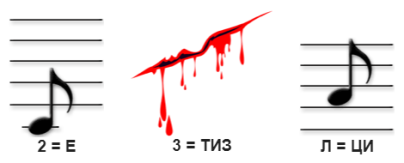 2 = Е
3 = ТИЗ
Л = ЦИ